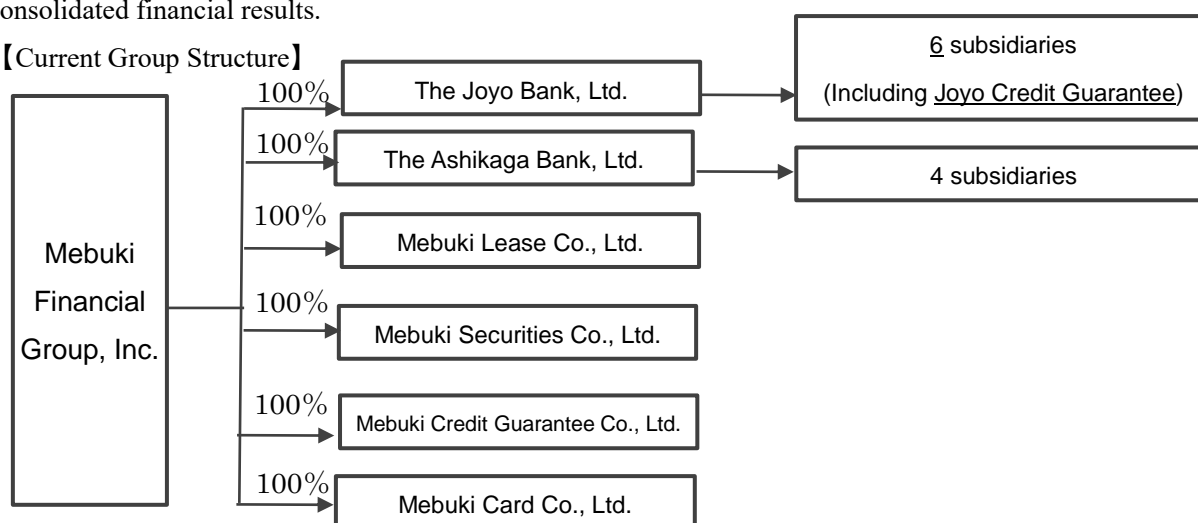 onsolidated financial results.
【Current Group Structure】
Mebuki
Financial
Group, Inc.
100%
The Joyo Bank, Ltd.
6 subsidiaries
(Including Joyo Credit Guarantee)
100%
The Ashikaga Bank, Ltd.
4 subsidiaries
100%
Mebuki Lease Co., Ltd.
100%
Mebuki Securities Co., Ltd.
100%
Mebuki Credit Guarantee Co., Ltd.
100%
Mebuki Card Co., Ltd.